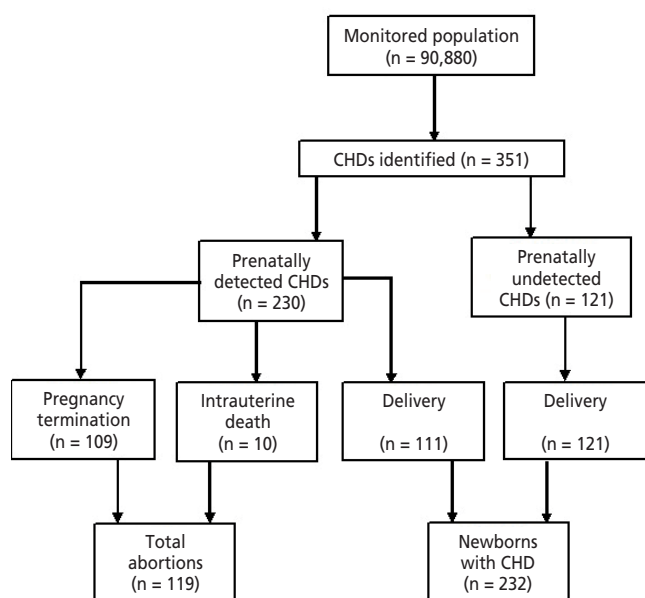 Monitored population
(n = 90,880)
CHDs identified (n = 351)
Prenatally
detected CHDs
(n = 230)
Prenatally
undetected
CHDs (n = 121)
Pregnancy
termination
(n = 109)
Intrauterine
death
(n = 10)
Delivery
(n = 111)
Delivery
(n = 121)
Total
abortions
(n = 119)
Newborns
with CHD
(n = 232)